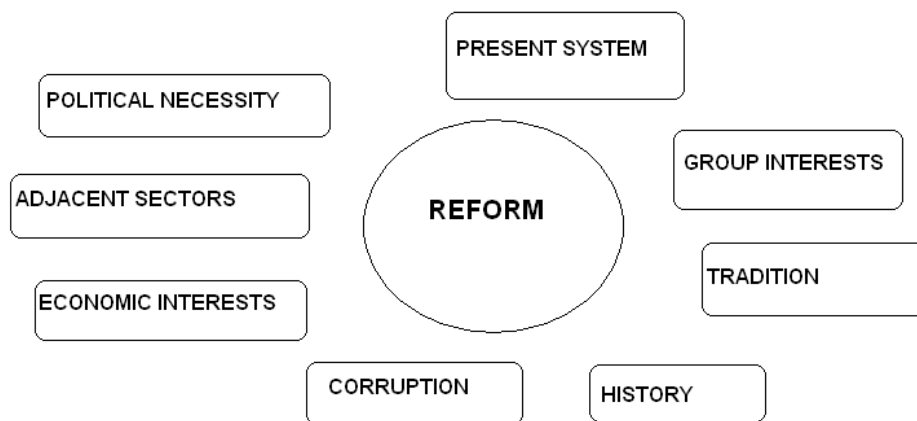 PRESENT SYSTEM
POLITICAL NECESSITY
GROUP INTERESTS
ADJACENT SECTORS
REFORM
TRADITION
ECONOMIC INTERESTS
CORRUPTION
HISTORY